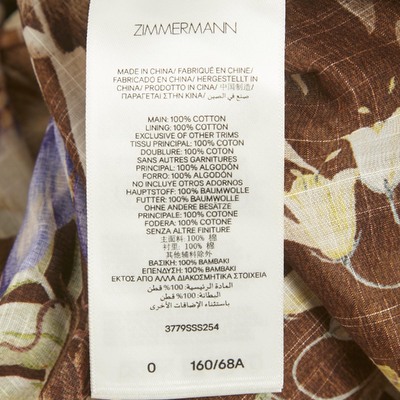 ZIMMERMANN
MADE IN CHINA/ FABRIQUÉ EN CHINE/
FABRICADO EN CHINA/ HERGESTELLT IN
CHINA/ PRODOTTO IN CINA/ 中国制造/
ΠΑΡΑΓΕΤΑΙ ΣΤΗΝ ΚΙΝΑ/ صنع في الصين
MAIN: 100% COTTON
LINING: 100% COTTON
EXCLUSIVE OF OTHER TRIMS
TISSU PRINCIPAL: 100% COTON
DOUBLURE: 100% COTON
SANS AUTRES GARNITURES
PRINCIPAL: 100% ALGODÓN
FORRO: 100% ALGODÓN
NO INCLUYE OTROS ADORNOS
HAUPTSTOFF: 100% BAUMWOLLE
FUTTER: 100% BAUMWOLLE
OHNE ANDERE BESÄTZE
PRINCIPALE: 100% COTONE
FODERA: 100% COTONE
SENZA ALTRE FINITURE
主面料 100% 棉
衬里 100% 棉
其他辅料除外
ΒΑΣΙΚΗ: 100% ΒΑΜΒΑΚΙ
ΕΠΕΝΔΥΣΗ: 100% ΒΑΜΒΑΚΙ
ΕΚΤΟΣ ΑΠΟ ΑΛΛΑ ΔΙΑΚΟΣΜΗΤΙΚΑ ΣΤΟΙΧΕΙΑ
المادة الرئيسية: 100% قطن
البطانة: 100% قطن
باستثناء الإضافات الأخرى
3779SSS254
0 160/68A